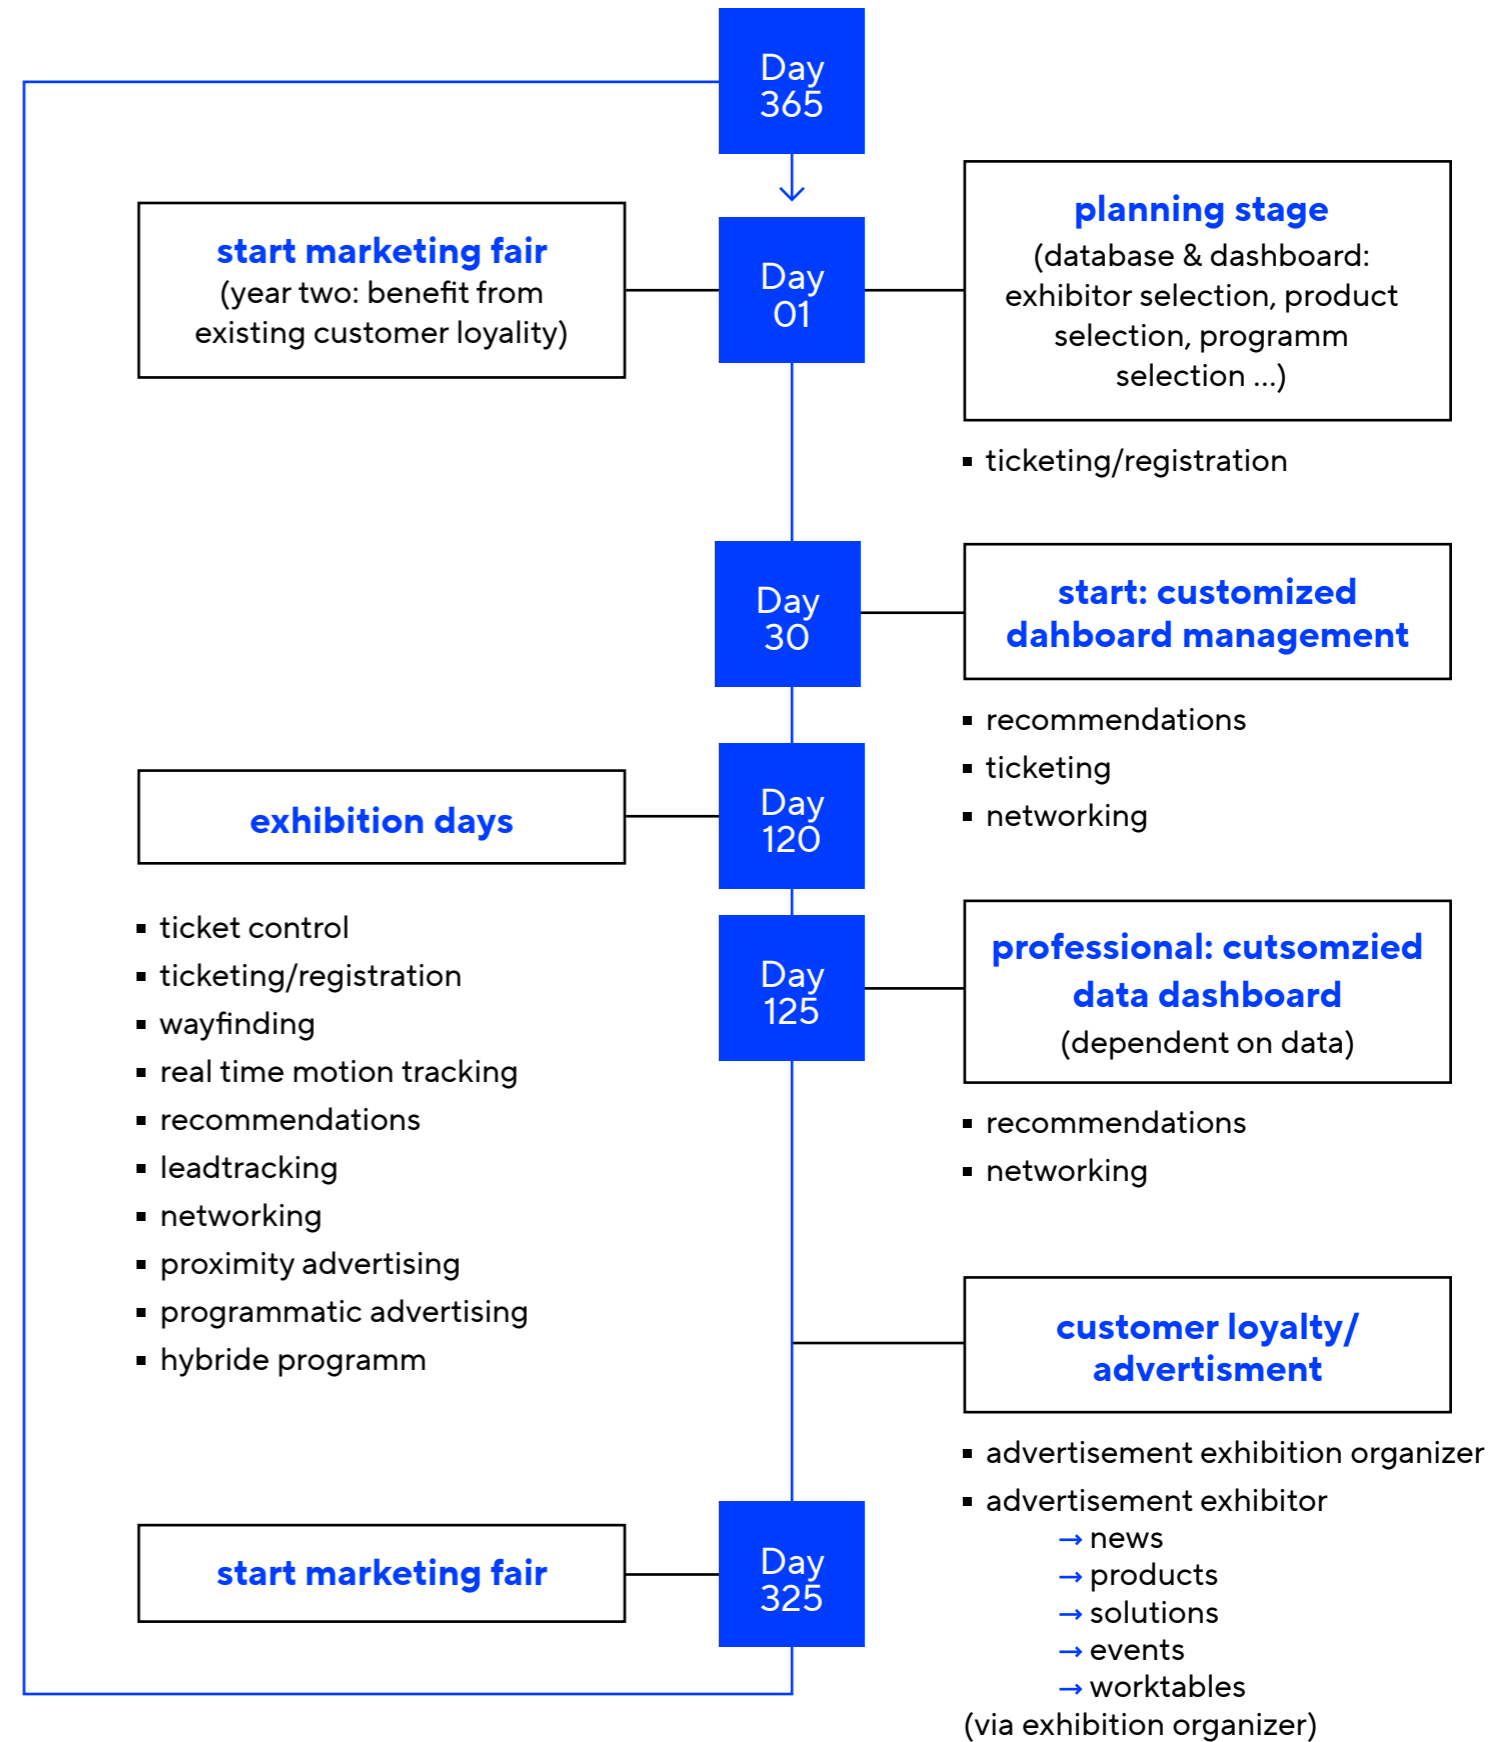 Day
365
start marketing fair
(year two: benefit from
existing customer loyality)
Day
01
planning stage
(database & dashboard:
exhibitor selection, product
selection, programm
selection ...)
▪ ticketing/registration
Day
30
start: customized
dahboard management
▪ recommendations
▪ ticketing
▪ networking
exhibition days
Day
120
▪ ticket control
▪ ticketing/registration
▪ wayfinding
▪ real time motion tracking
▪ recommendations
▪ leadtracking
▪ networking
▪ proximity advertising
▪ programmatic advertising
▪ hybride programm
Day
125
professional: cutsomzied
data dashboard
(dependent on data)
▪ recommendations
▪ networking
customer loyalty/
advertisment
▪ advertisement exhibition organizer
▪ advertisement exhibitor
→ news
→ products
→ solutions
→ events
→ worktables
(via exhibition organizer)
start marketing fair
Day
325